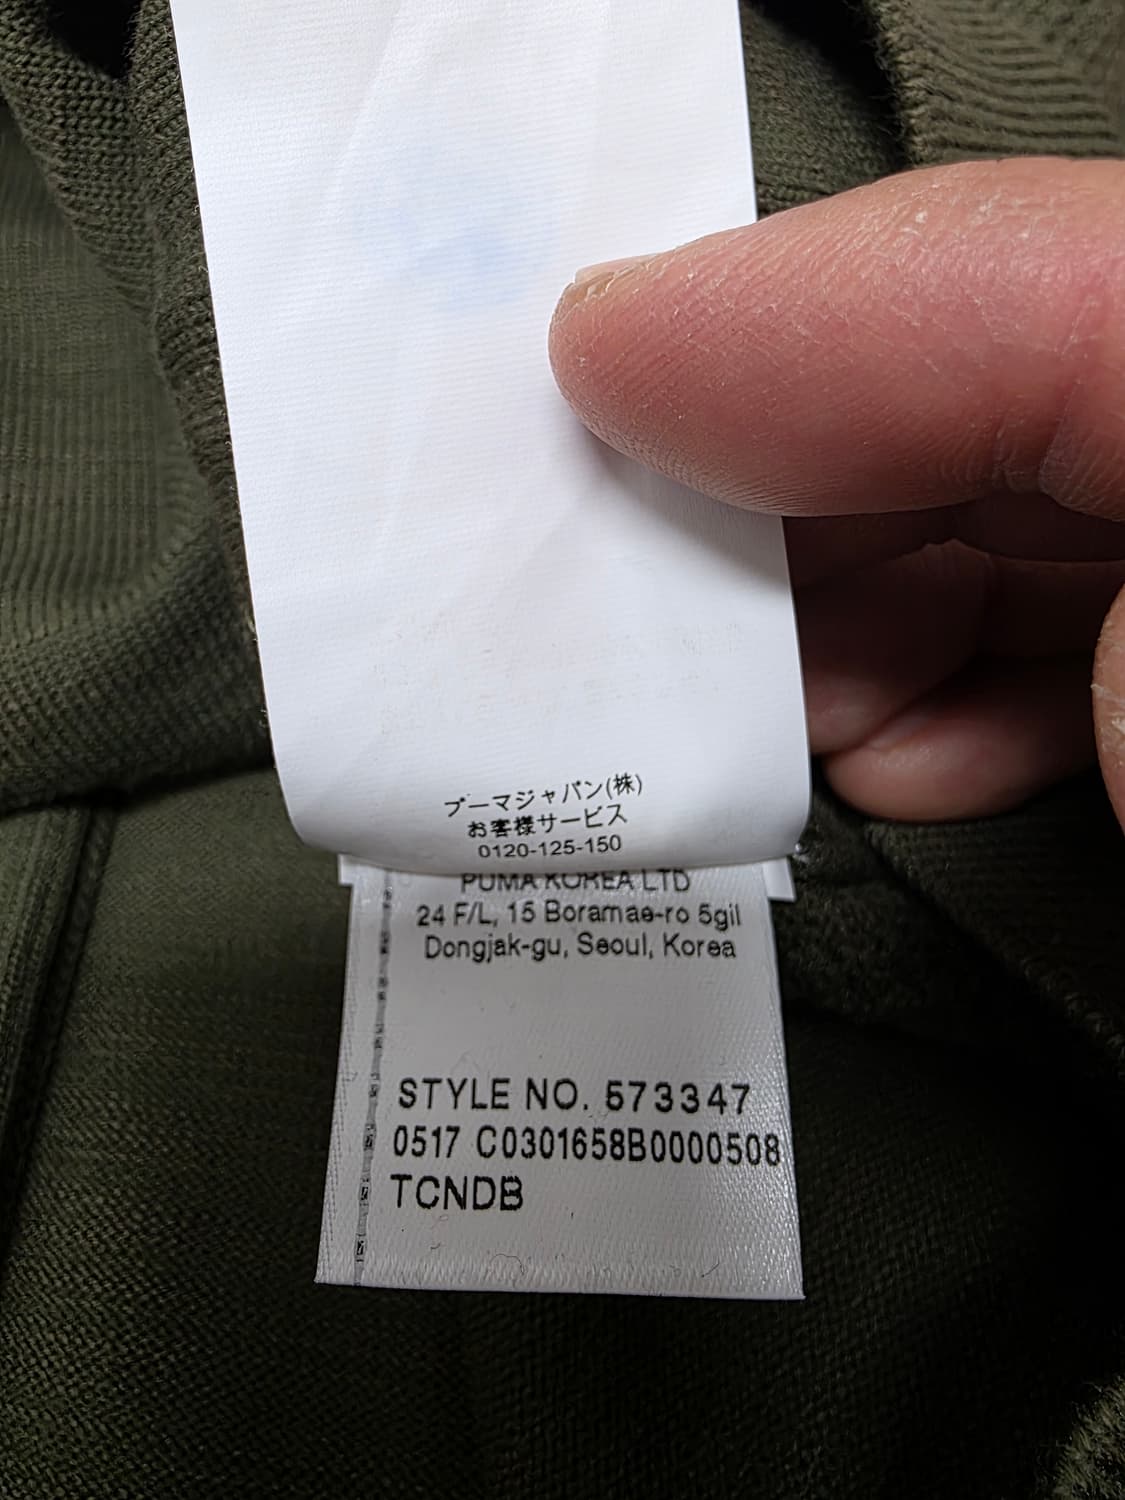 プーマジャパン(株)
お客様サービス
0120-125-150
PUMA KOREA LTD
24 F/L, 15 Boramae-ro 5gil
Dongjak-gu, Seoul, Korea
STYLE NO. 573347
0517 C0301658B0000508
TCNDB